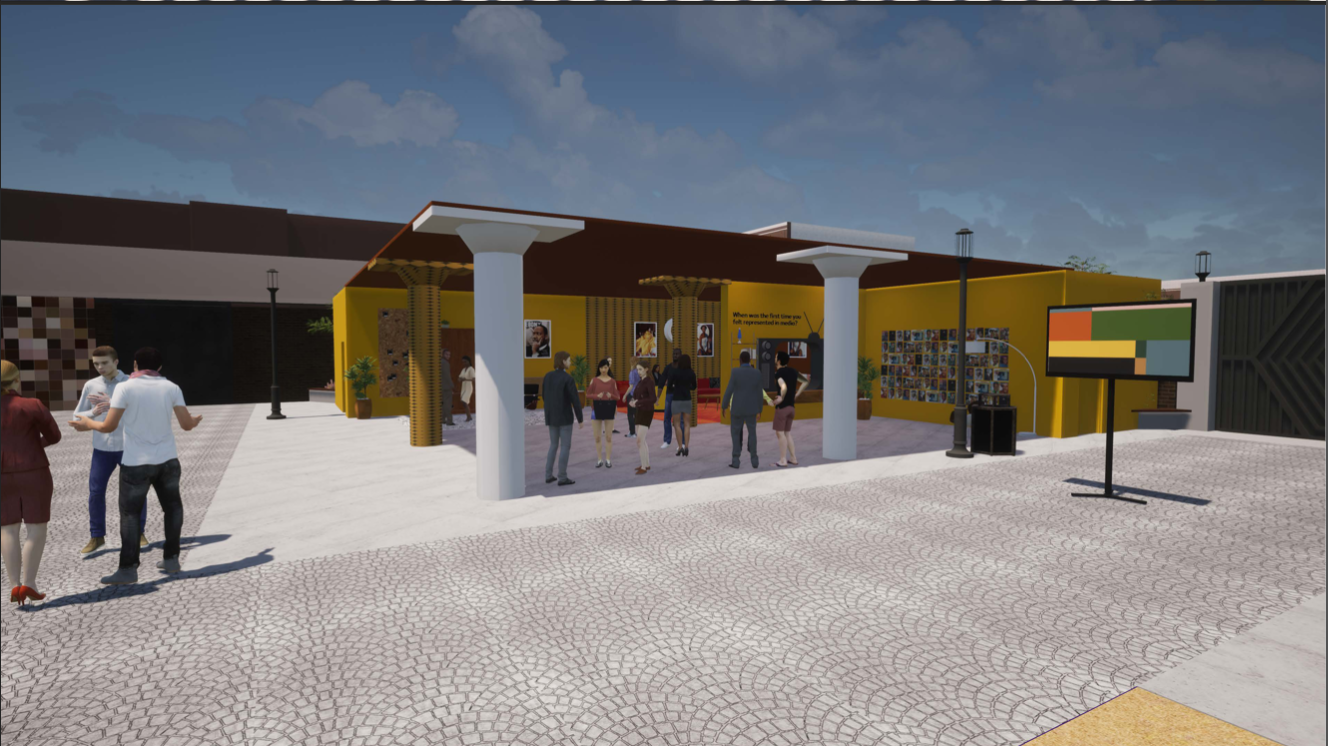 When was the first time you
felt represented in media?